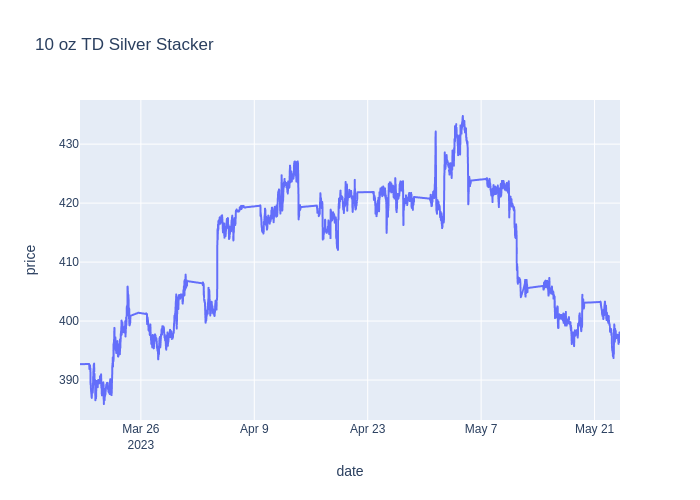 10 oz TD Silver Stacker
price
430
420
410
400
390
Mar 26
2023
Apr 9
Apr 23
May 7
May 21
date